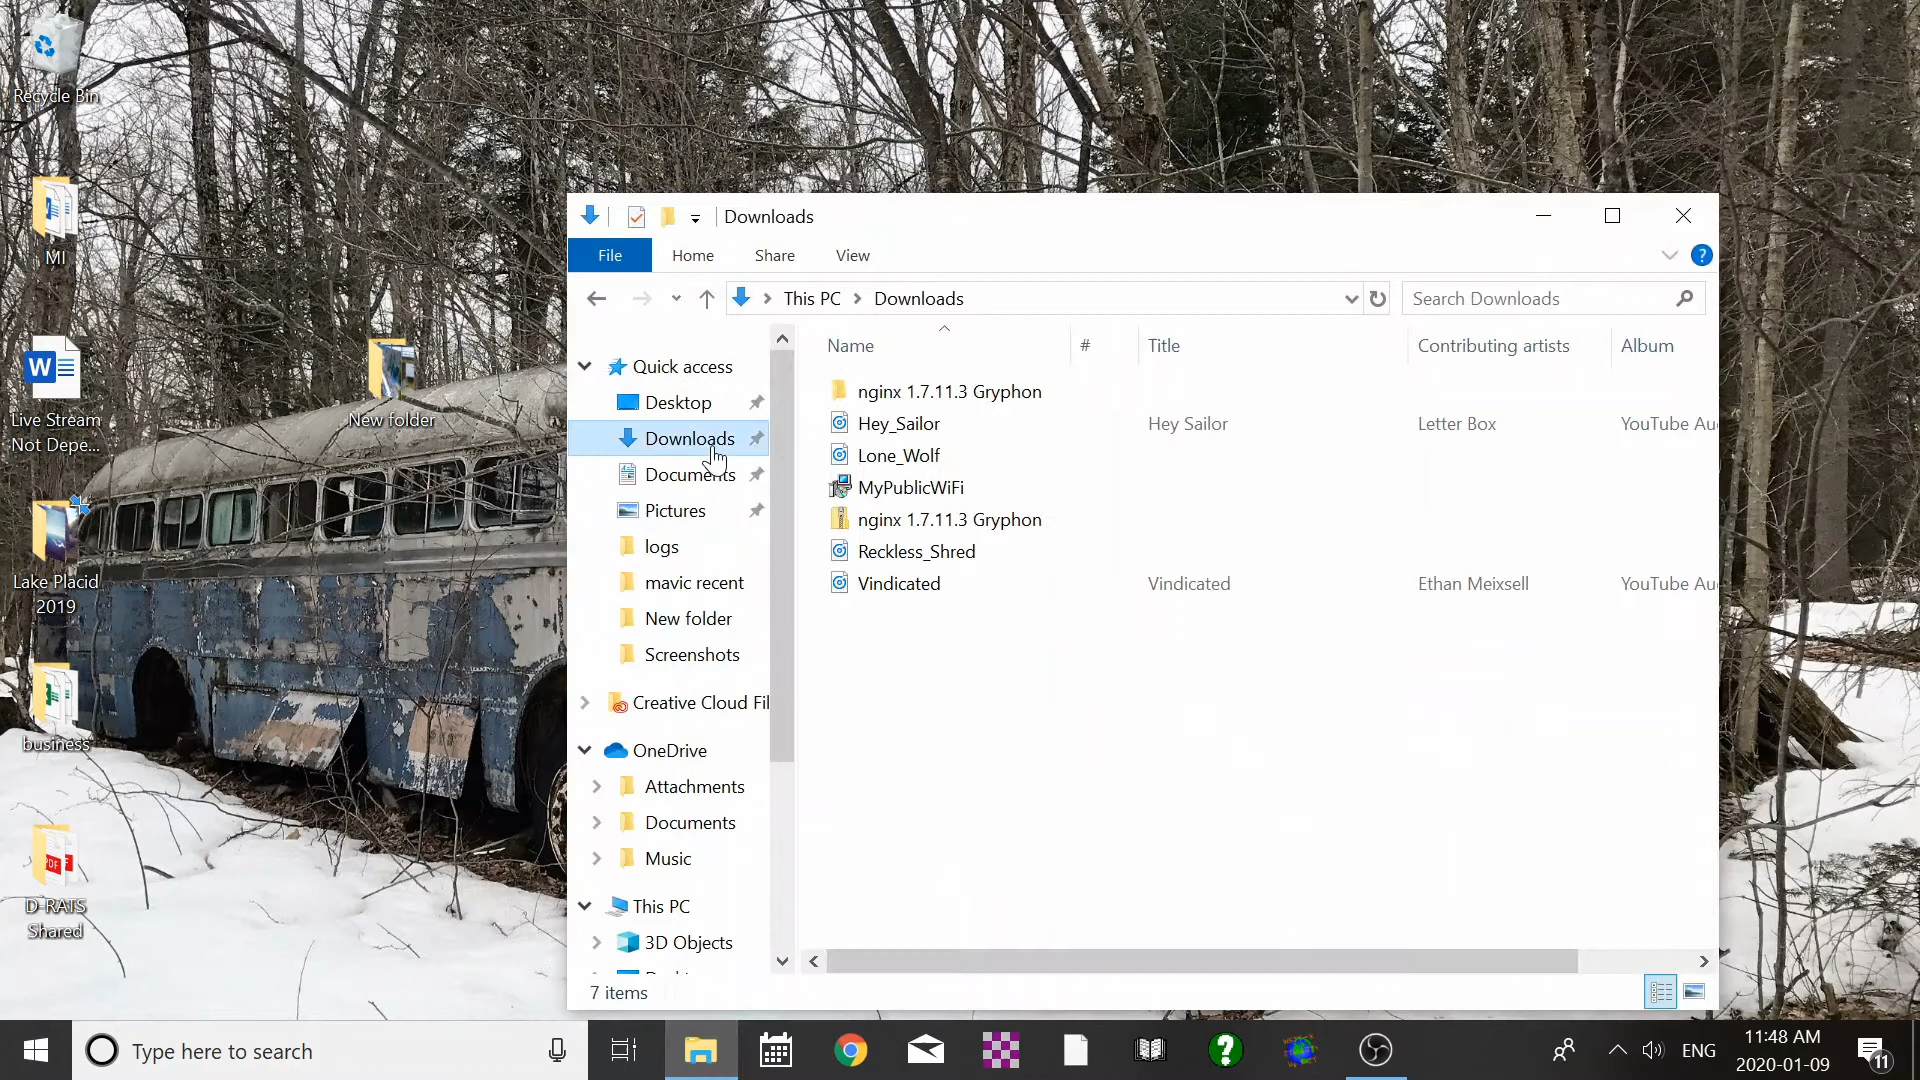 Recycle Bin
MI
Live Stream
Not Depe...
Lake Placid
2019
business
D-RATS
Shared
New folder
Downloads
File
Home
Share
View
This PC
Downloads
Search Downloads
Name
#
Title
Contributing artists
Album
Quick access
Desktop
Downloads
Documents
Pictures
logs
mavic recent
New folder
Screenshots
Creative Cloud Fil
OneDrive
Attachments
Documents
Music
This PC
3D Objects
nginx 1.7.11.3 Gryphon
Hey_Sailor Hey Sailor Letter Box YouTube Au
Lone_Wolf
MyPublicWiFi
nginx 1.7.11.3 Gryphon
Reckless_Shred
Vindicated Vindicated Ethan Meixsell YouTube Au
7 items
Type here to search
ENG
11:48 AM
2020-01-09
11